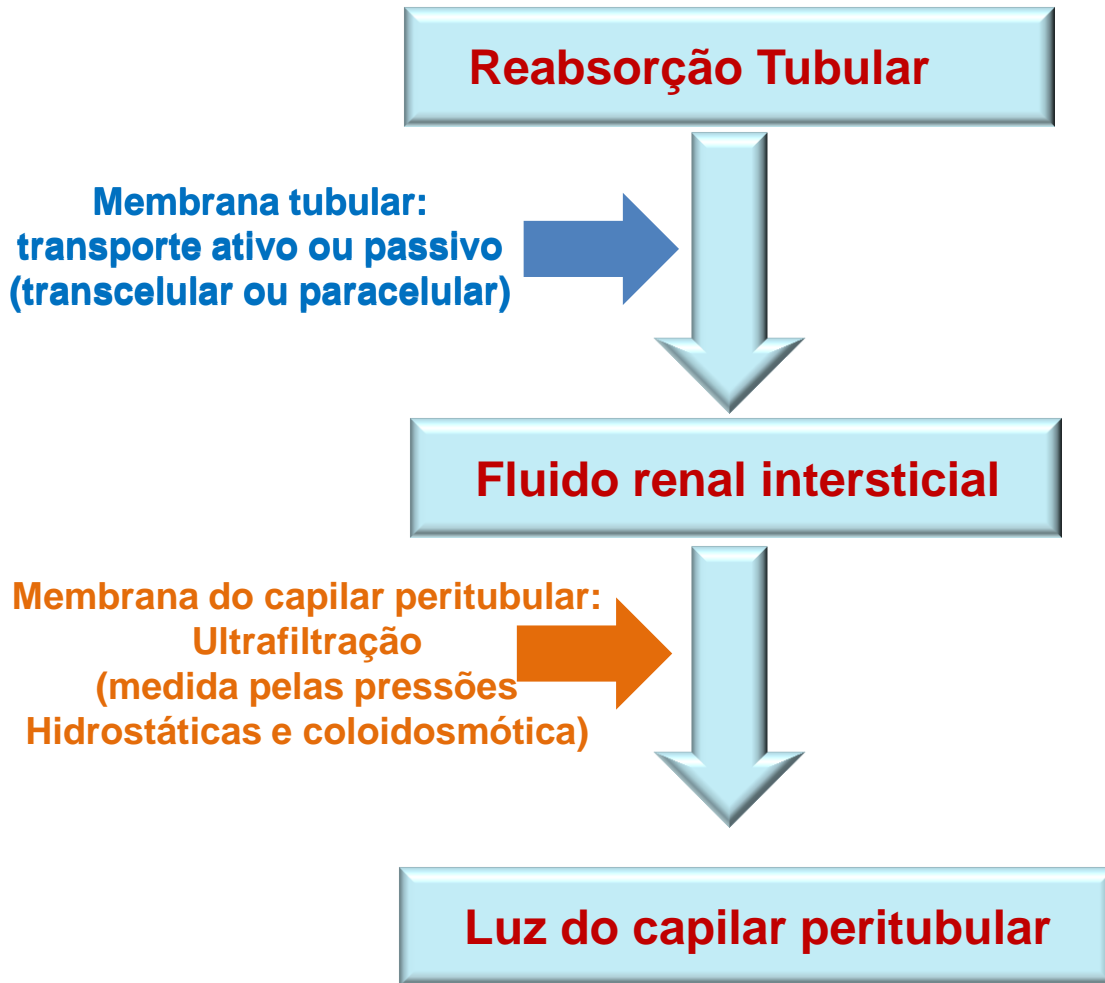 Reabsorção Tubular
Membrana tubular:
transporte ativo ou passivo
(transcelular ou paracelular)
Fluido renal intersticial
Membrana do capilar peritubular:
Ultrafiltração
(medida pelas pressões
Hidrostáticas e coloidosmótica)
Luz do capilar peritubular